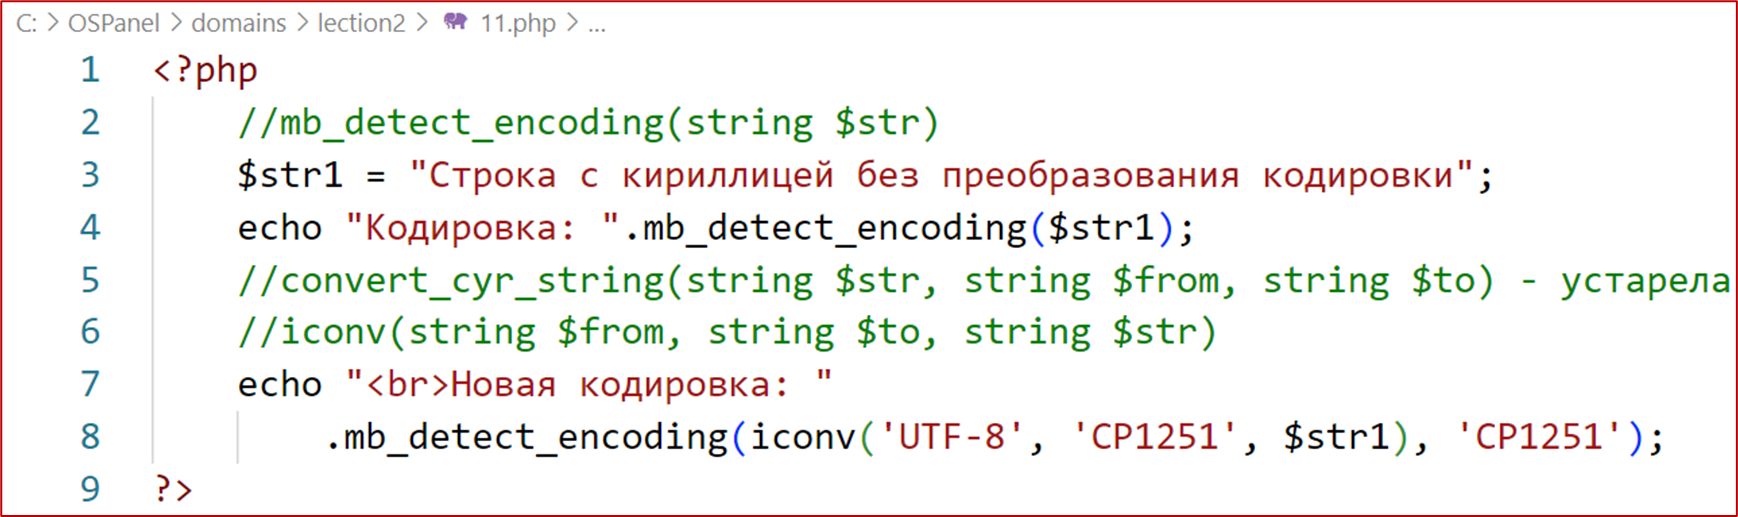 C: > OSPanel > domains > lection2 > 11.php > ...
1 <?php
2 //mb_detect_encoding(string $str)
3 $str1 = "Строка с кириллицей без преобразования кодировки";
4 echo "Кодировка: ".mb_detect_encoding($str1);
5 //convert_cyr_string(string $str, string $from, string $to) - устарела
6 //iconv(string $from, string $to, string $str)
7 echo "<br>Новая кодировка: "
8 .mb_detect_encoding(iconv('UTF-8', 'CP1251', $str1), 'CP1251');
9 ?>